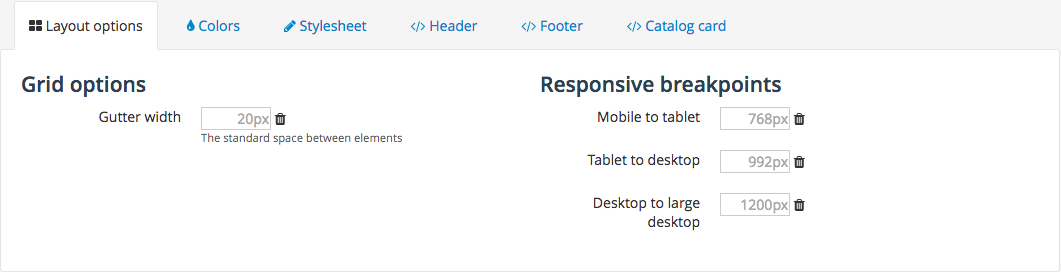 Layout options
Colors
Stylesheet
</> Header
</> Footer
</> Catalog card
Grid options
Gutter width
20px
The standard space between elements
Responsive breakpoints
Mobile to tablet
768px
Tablet to desktop
992px
Desktop to large
desktop
1200px